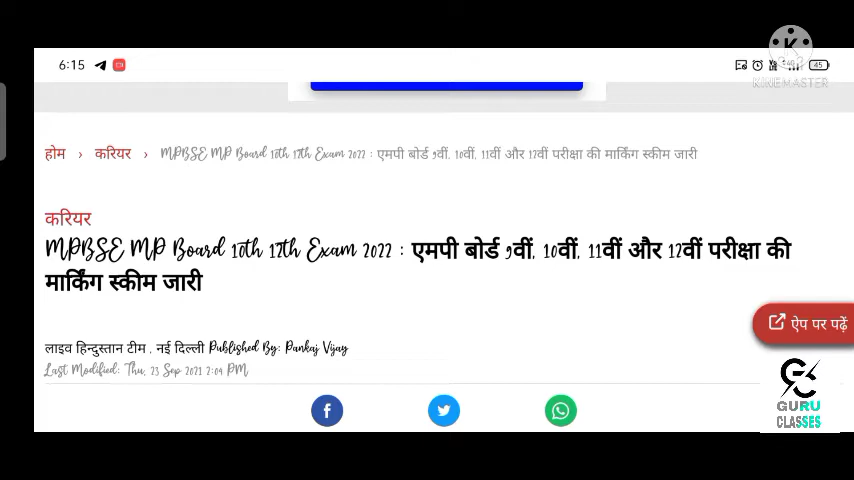 6:15
45
K
KINEMASTER
होम › करियर › MPBSE MP Board 10th 12th Exam 2022 : एमपी बोर्ड 9वीं, 10वीं, 11वीं और 12वीं परीक्षा की मार्किंग स्कीम जारी
करियर
MPBSE MP Board 10th 12th Exam 2022 : एमपी बोर्ड 9वीं, 10वीं, 11वीं और 12वीं परीक्षा की
मार्किंग स्कीम जारी
ऐप पर पढ़ें
लाइव हिन्दुस्तान टीम , नई दिल्ली Published By: Pankaj Vijay
Last Modified: Thu, 23 Sep 2021 2:04 PM
GURU
CLASSES